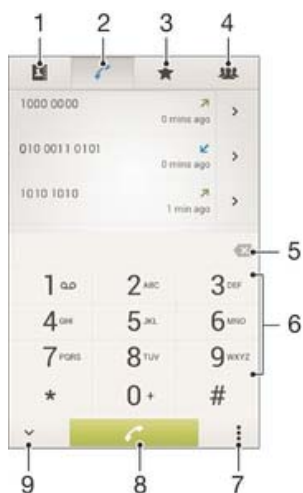 1 2 3 4
1000 0000
0 mins ago
010 0011 0101
0 mins ago
1010 1010
1 min ago
5
1 2 ABC 3 DEF
4 GHI 5 JKL 6 MNO
6
7 PQRS 8 TUV 9 WXYZ
* 0 + #
9 8 7